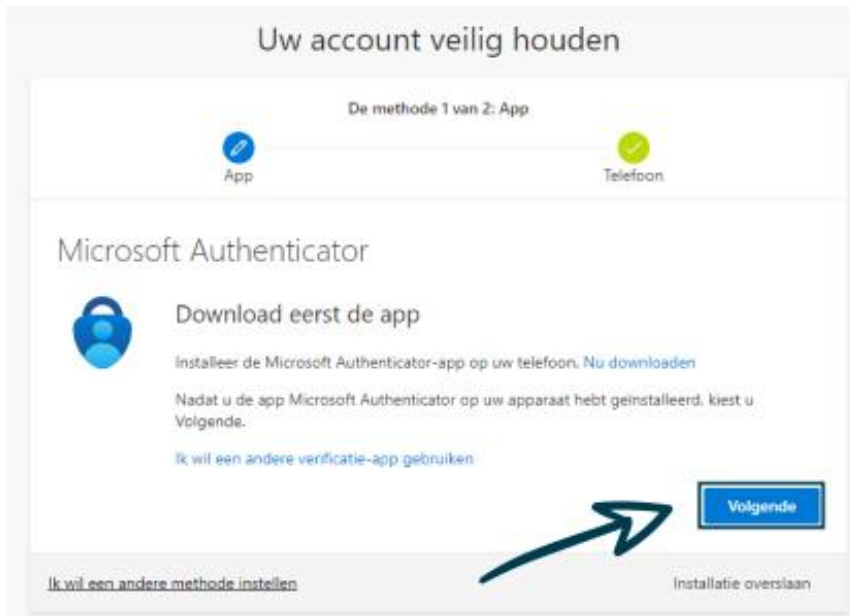 Uw account veilig houden
De methode 1 van 2: App
App
Telefoon
Microsoft Authenticator
Download eerst de app
Installeer de Microsoft Authenticator-app op uw telefoon. Nu downloaden
Nadat u de app Microsoft Authenticator op uw apparaat hebt geïnstalleerd, kiest u
Volgende.
Ik wil een andere verificatie-app gebruiken
Volgende
Ik wil een andere methode instellen
Installatie overslaan